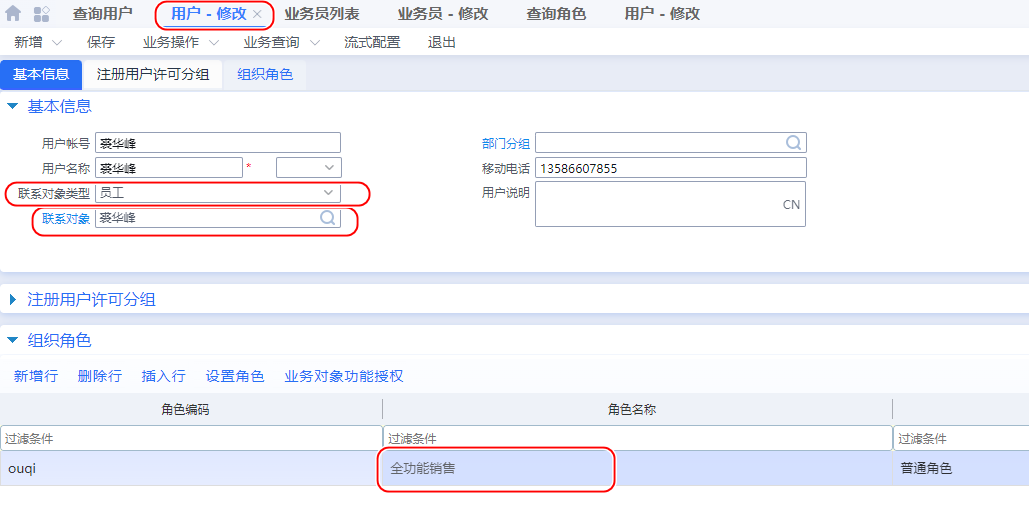 查询用户 用户 - 修改 业务员列表 业务员 - 修改 查询角色 用户 - 修改
新增 保存 业务操作 业务查询 流式配置 退出
基本信息 注册用户许可分组 组织角色
基本信息
用户帐号 裘华峰 部门分组
用户名称 裘华峰 * 移动电话 13586607855
联系对象类型 员工 用户说明
CN
联系对象 裘华峰
注册用户许可分组
组织角色
新增行 删除行 插入行 设置角色 业务对象功能授权
角色编码 角色名称
过滤条件 过滤条件 过滤条件
ouqi 全功能销售 普通角色